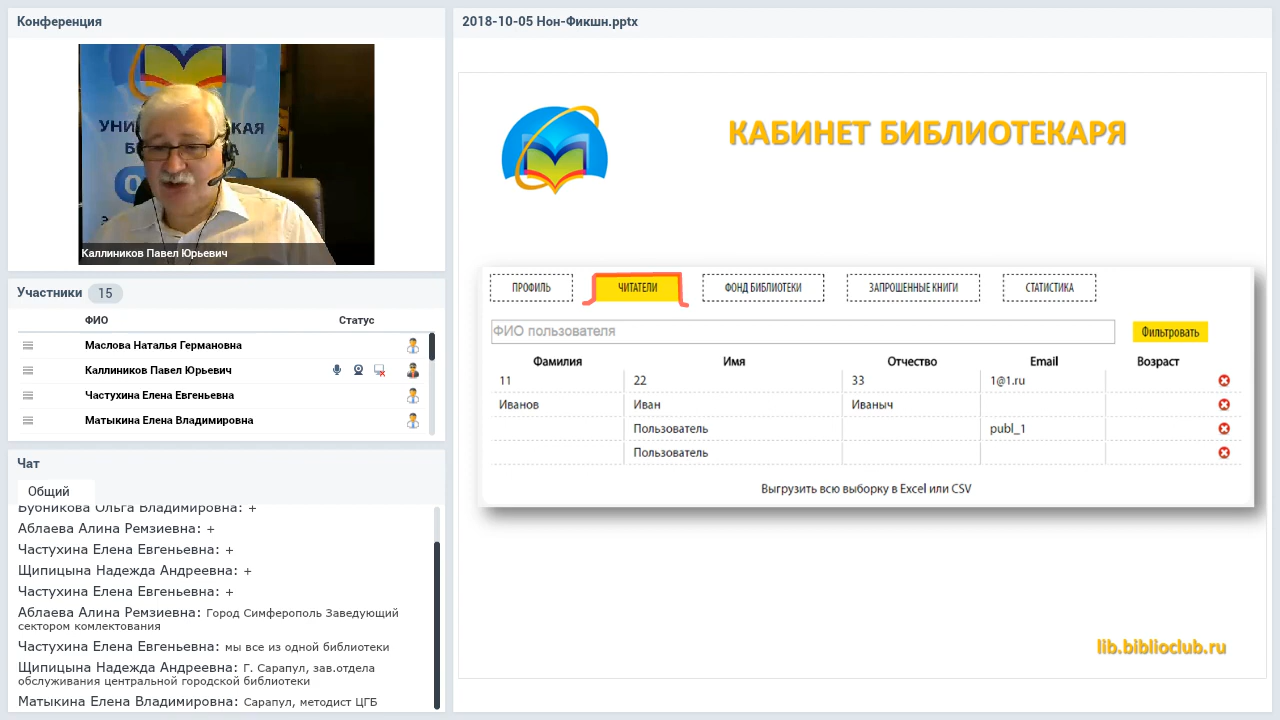 Конференция
Каллиников Павел Юрьевич
Участники 15
ФИО Статус
Маслова Наталья Германовна
Каллиников Павел Юрьевич
Частухина Елена Евгеньевна
Матыкина Елена Владимировна
Чат
Общий
Бубникова Ольга Владимировна: +
Аблаева Алина Ремзиевна: +
Частухина Елена Евгеньевна: +
Щипицына Надежда Андреевна: +
Частухина Елена Евгеньевна: +
Аблаева Алина Ремзиевна: Город Симферополь Заведующий
сектором комлектования
Частухина Елена Евгеньевна: мы все из одной библиотеки
Щипицына Надежда Андреевна: Г. Сарапул, зав.отдела
обслуживания центральной городской библиотеки
Матыкина Елена Владимировна: Сарапул, методист ЦГБ
2018-10-05 Нон-Фикшн.pptx
КАБИНЕТ БИБЛИОТЕКАРЯ
ПРОФИЛЬ ЧИТАТЕЛИ ФОНД БИБЛИОТЕКИ ЗАПРОШЕННЫЕ КНИГИ СТАТИСТИКА
ФИО пользователя Фильтровать
Фамилия Имя Отчество Email Возраст
11 22 33 1@1.ru
Иванов Иван Иваныч
Пользователь publ_1
Пользователь
Выгрузить всю выборку в Excel или CSV
lib.biblioclub.ru